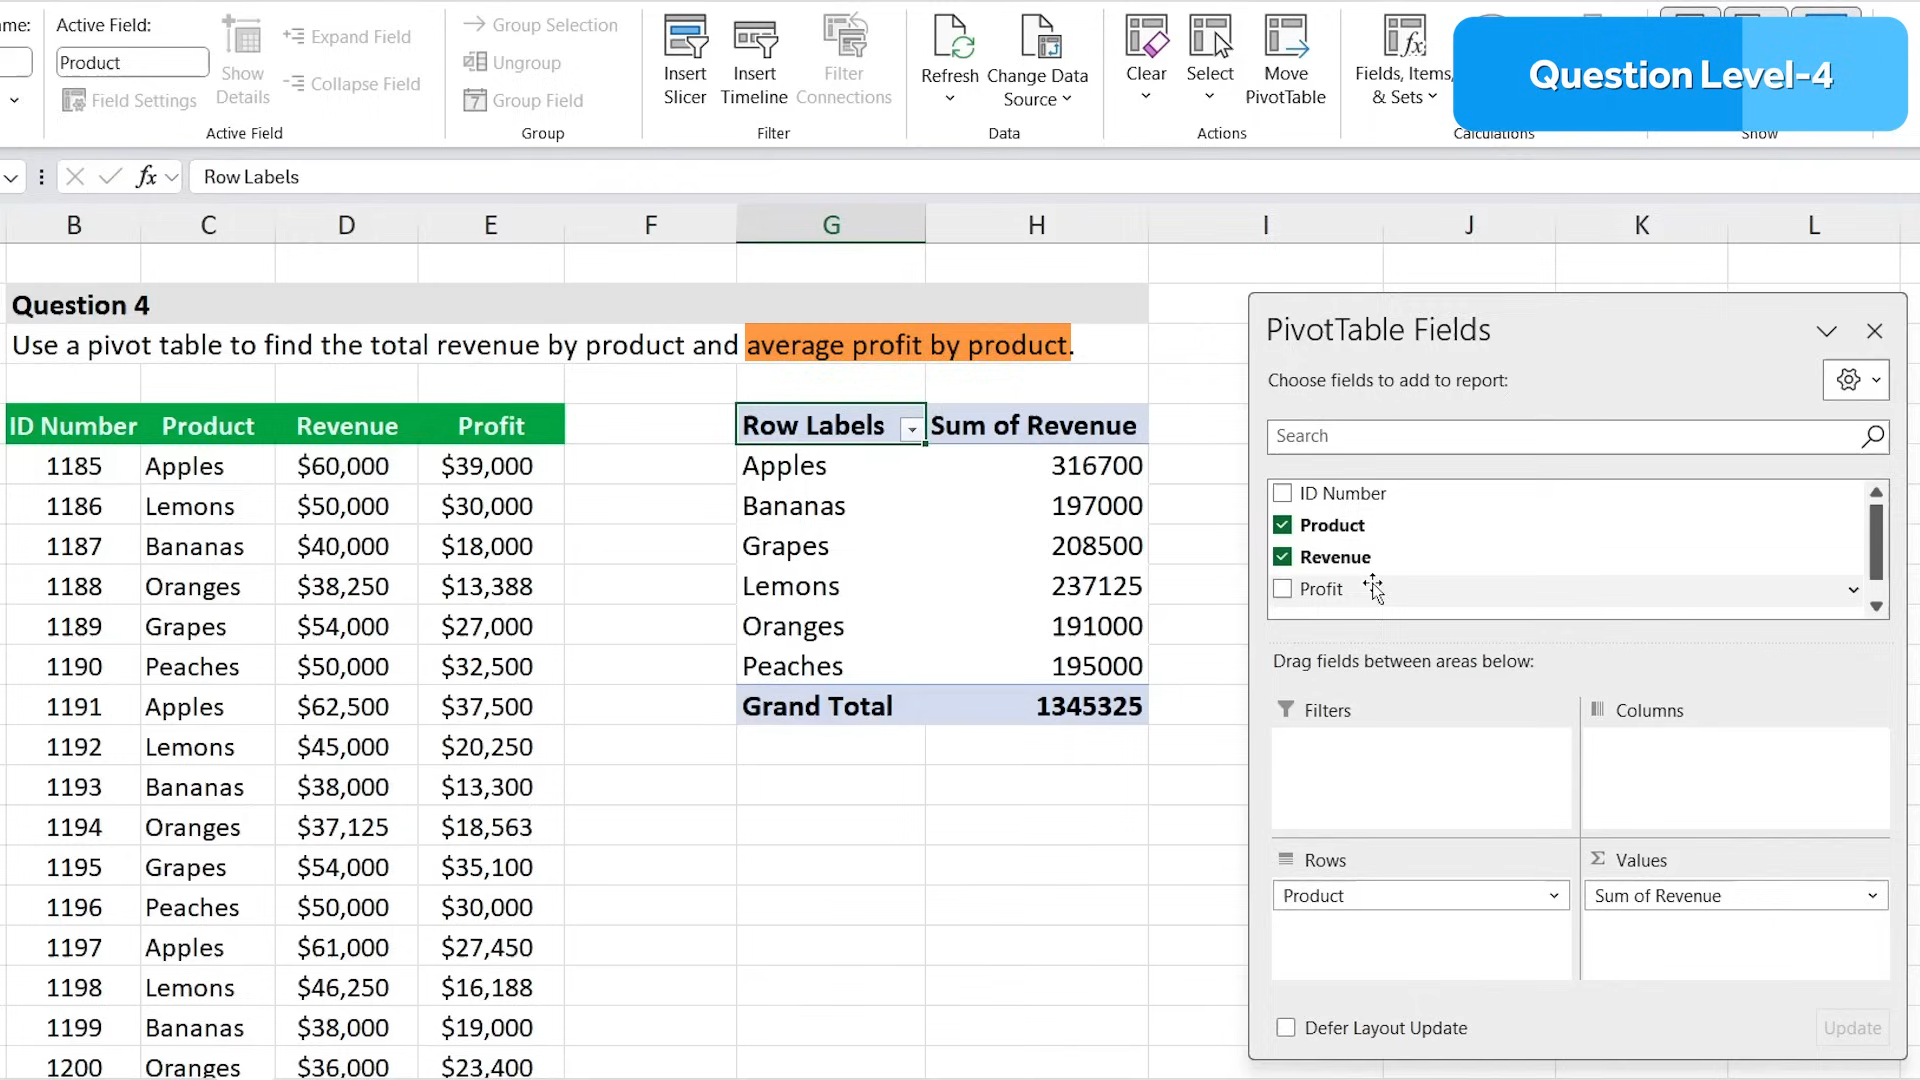 me:
Active Field:
Product
Field Settings
Show
Details
Expand Field
Collapse Field
Active Field
Group Selection
Ungroup
7 Group Field
Group
Insert
Slicer
Insert
Timeline
Filter
Connections
Filter
Refresh
Change Data
Source
Data
Clear
Select
Move
PivotTable
Actions
Fields, Items,
& Sets
Calculations
Show
Question Level-4
fx
Row Labels
B C D E F G H I J K L
Question 4
Use a pivot table to find the total revenue by product and average profit by product.
ID Number Product Revenue Profit
1185 Apples $60,000 $39,000
1186 Lemons $50,000 $30,000
1187 Bananas $40,000 $18,000
1188 Oranges $38,250 $13,388
1189 Grapes $54,000 $27,000
1190 Peaches $50,000 $32,500
1191 Apples $62,500 $37,500
1192 Lemons $45,000 $20,250
1193 Bananas $38,000 $13,300
1194 Oranges $37,125 $18,563
1195 Grapes $54,000 $35,100
1196 Peaches $50,000 $30,000
1197 Apples $61,000 $27,450
1198 Lemons $46,250 $16,188
1199 Bananas $38,000 $19,000
1200 Oranges $36,000 $23,400
Row Labels Sum of Revenue
Apples 316700
Bananas 197000
Grapes 208500
Lemons 237125
Oranges 191000
Peaches 195000
Grand Total 1345325
PivotTable Fields
Choose fields to add to report:
Search
ID Number
Product
Revenue
Profit
Drag fields between areas below:
Filters
Columns
Rows
Product
Σ Values
Sum of Revenue
Defer Layout Update
Update